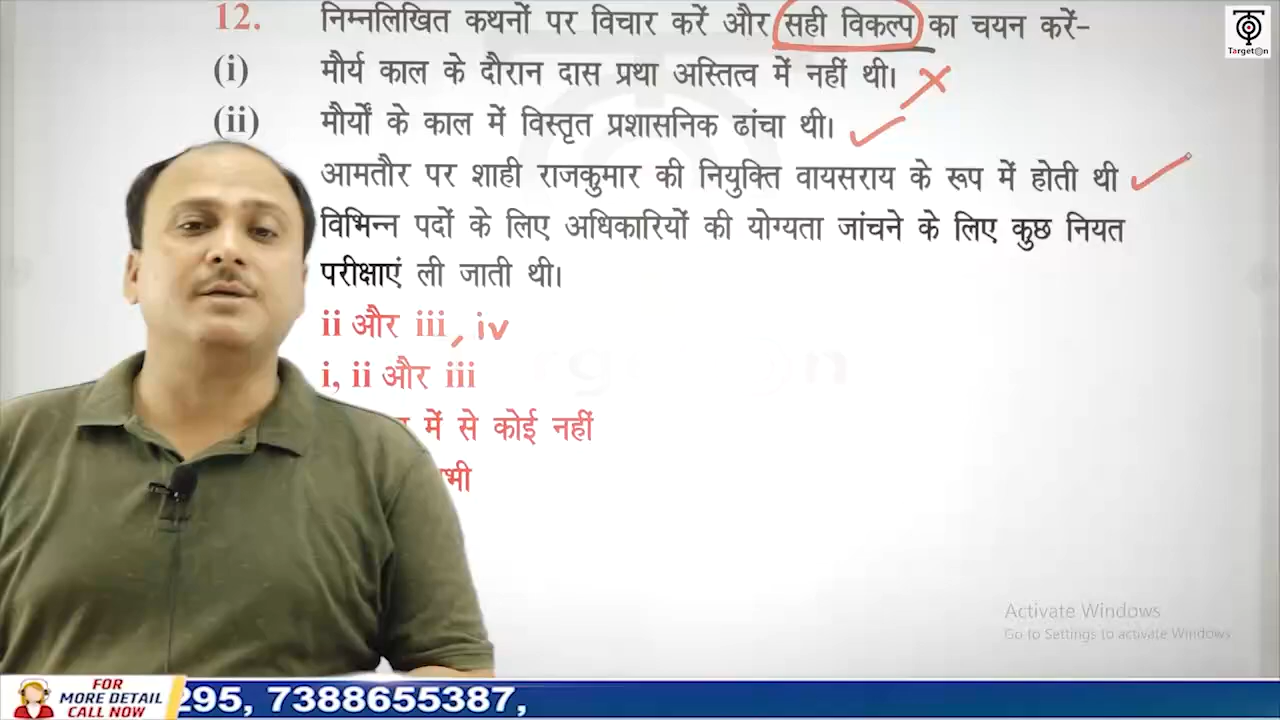 12. निम्नलिखित कथनों पर विचार करें और सही विकल्प का चयन करें-
TargetOn
(i) मौर्य काल के दौरान दास प्रथा अस्तित्व में नहीं थी।
(ii) मौर्यों के काल में विस्तृत प्रशासनिक ढांचा थी।
आमतौर पर शाही राजकुमार की नियुक्ति वायसराय के रूप में होती थी
विभिन्न पदों के लिए अधिकारियों की योग्यता जांचने के लिए कुछ नियत
परीक्षाएं ली जाती थी।
ii और iii, iv
i, ii और iii
में से कोई नहीं
Activate Windows
Go to Settings to activate Windows
FOR
MORE DETAIL
CALL NOW
295, 7388655387,